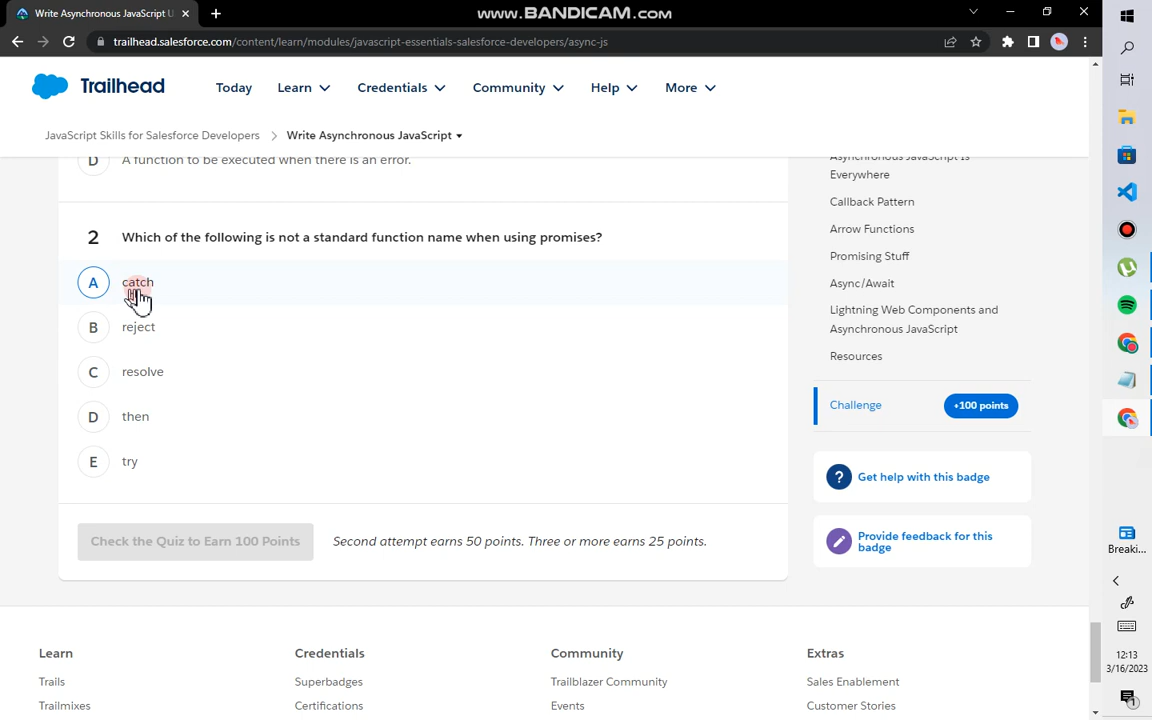 Write Asynchronous JavaScript U
www.BANDICAM.com
trailhead.salesforce.com/content/learn/modules/javascript-essentials-salesforce-developers/async-js
Trailhead
Today
Learn
Credentials
Community
Help
More
JavaScript Skills for Salesforce Developers
Write Asynchronous JavaScript
D A function to be executed when there is an error.
2 Which of the following is not a standard function name when using promises?
A catch
B reject
C resolve
D then
E try
Check the Quiz to Earn 100 Points
Second attempt earns 50 points. Three or more earns 25 points.
Asynchronous JavaScript Is
Everywhere
Callback Pattern
Arrow Functions
Promising Stuff
Async/Await
Lightning Web Components and
Asynchronous JavaScript
Resources
Challenge
+100 points
? Get help with this badge
Provide feedback for this
badge
Learn
Trails
Trailmixes
Credentials
Superbadges
Certifications
Community
Trailblazer Community
Events
Extras
Sales Enablement
Customer Stories
Breaki...
12:13
3/16/2023
1